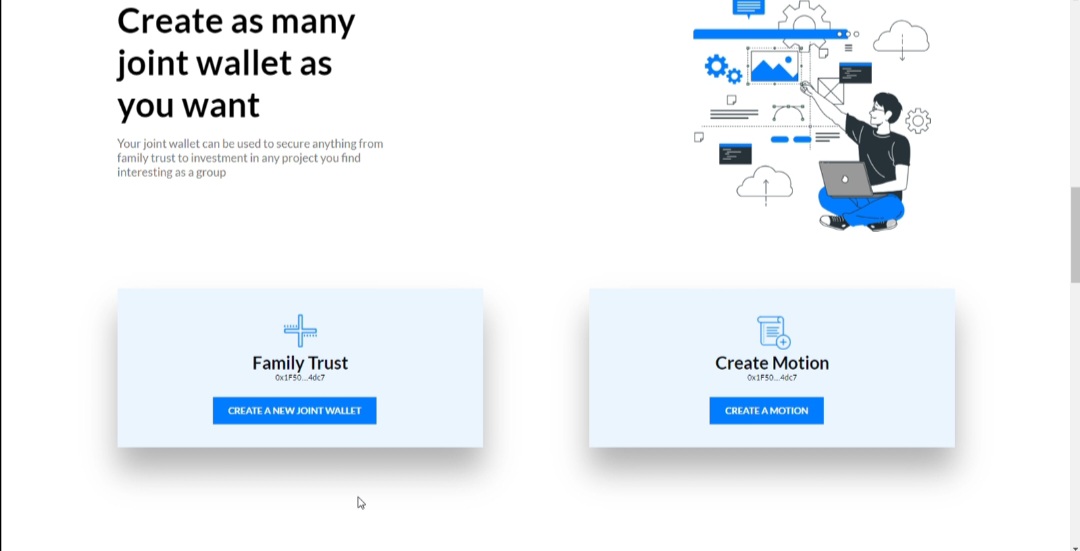 Create as many
joint wallet as
you want
Your joint wallet can be used to secure anything from
family trust to investment in any project you find
interesting as a group
Family Trust
0x1F50...4dc7
CREATE A NEW JOINT WALLET
Create Motion
0x1F50...4dc7
CREATE A MOTION